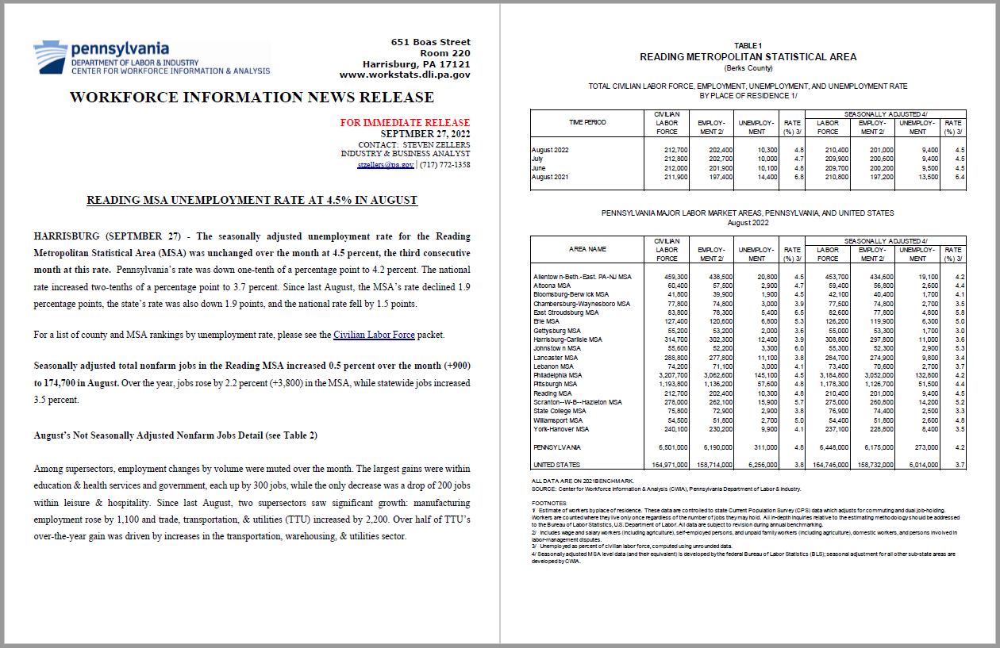 pennsylvania
DEPARTMENT OF LABOR & INDUSTRY
CENTER FOR WORKFORCE INFORMATION & ANALYSIS
651 Boas Street
Room 220
Harrisburg, PA 17121
www.workstats.dli.pa.gov
WORKFORCE INFORMATION NEWS RELEASE
FOR IMMEDIATE RELEASE
SEPTMBER 27, 2022
CONTACT: STEVEN ZELLERS
INDUSTRY & BUSINESS ANALYST
stzellers@pa.gov | (717) 772-1358
READING MSA UNEMPLOYMENT RATE AT 4.5% IN AUGUST
HARRISBURG (SEPTMBER 27) - The seasonally adjusted unemployment rate for the Reading
Metropolitan Statistical Area (MSA) was unchanged over the month at 4.5 percent, the third consecutive
month at this rate. Pennsylvania's rate was down one-tenth of a percentage point to 4.2 percent. The national
rate increased two-tenths of a percentage point to 3.7 percent. Since last August, the MSA's rate declined 1.9
percentage points, the state's rate was also down 1.9 points, and the national rate fell by 1.5 points.
For a list of county and MSA rankings by unemployment rate, please see the Civilian Labor Force packet.
Seasonally adjusted total nonfarm jobs in the Reading MSA increased 0.5 percent over the month (+900)
to 174,700 in August. Over the year, jobs rose by 2.2 percent (+3,800) in the MSA, while statewide jobs increased
3.5 percent.
August's Not Seasonally Adjusted Nonfarm Jobs Detail (see Table 2)
Among supersectors, employment changes by volume were muted over the month. The largest gains were within
education & health services and government, each up by 300 jobs, while the only decrease was a drop of 200 jobs
within leisure & hospitality. Since last August, two supersectors saw significant growth: manufacturing
employment rose by 1,100 and trade, transportation, & utilities (TTU) increased by 2,200. Over half of TTU's
over-the-year gain was driven by increases in the transportation, warehousing, & utilities sector.
TABLE 1
READING METROPOLITAN STATISTICAL AREA
(Berks County)
TOTAL CIVILIAN LABOR FORCE, EMPLOYMENT, UNEMPLOYMENT, AND UNEMPLOYMENT RATE
BY PLACE OF RESIDENCE 1/
CIVILIAN SEASONALLY ADJUSTED 4/
TIME PERIOD LABOR EMPLOY- UNEMPLOY- RATE LABOR EMPLOY- UNEMPLOY- RATE
FORCE MENT 2/ MENT (%) 3/ FORCE MENT 2/ MENT (%) 3/
August 2022 212,700 202,400 10,300 4.8 210,400 201,000 9,400 4.5
July 212,800 202,700 10,000 4.7 209,900 200,600 9,400 4.5
June 212,000 201,900 10,100 4.8 209,700 200,200 9,500 4.5
August 2021 211,900 197,400 14,400 6.8 210,800 197,200 13,500 6.4
PENNSYLVANIA MAJOR LABOR MARKET AREAS, PENNSYLVANIA, AND UNITED STATES
August 2022
CIVILIAN SEASONALLY ADJUSTED 4/
AREA NAME LABOR EMPLOY- UNEMPLOY- RATE LABOR EMPLOY- UNEMPLOY- RATE
FORCE MENT 2/ MENT (%) 3/ FORCE MENT 2/ MENT (%) 3/
Allentown-Beth.-East. PA-NJ MSA 459,300 438,500 20,800 4.5 453,700 434,600 19,100 4.2
Altoona MSA 60,400 57,500 2,900 4.7 59,400 56,800 2,600 4.4
Bloomsburg-Berwick MSA 41,800 39,900 1,900 4.5 42,100 40,400 1,700 4.1
Chambersburg-Waynesboro MSA 77,800 74,800 3,000 3.9 77,500 74,800 2,700 3.5
East Stroudsburg MSA 83,800 78,300 5,400 6.5 82,600 77,800 4,800 5.8
Erie MSA 127,400 120,600 6,800 5.3 126,200 119,900 6,300 5.0
Gettysburg MSA 55,200 53,200 2,000 3.6 55,000 53,300 1,700 3.0
Harrisburg-Carlisle MSA 314,700 302,300 12,400 3.9 308,800 297,800 11,000 3.6
Johnstown MSA 55,600 52,200 3,300 6.0 55,300 52,300 2,900 5.3
Lancaster MSA 288,800 277,800 11,100 3.8 284,700 274,900 9,800 3.4
Lebanon MSA 74,200 71,100 3,000 4.1 73,400 70,600 2,700 3.7
Philadelphia MSA 3,207,700 3,062,600 145,100 4.5 3,184,800 3,052,000 132,800 4.2
Pittsburgh MSA 1,193,800 1,136,200 57,600 4.8 1,178,300 1,126,700 51,500 4.4
Reading MSA 212,700 202,400 10,300 4.8 210,400 201,000 9,400 4.5
Scranton--W-B--Hazleton MSA 278,000 262,100 15,900 5.7 275,000 260,800 14,200 5.2
State College MSA 75,800 72,900 2,900 3.8 76,900 74,400 2,500 3.3
Williamsport MSA 54,500 51,800 2,700 5.0 54,400 51,800 2,600 4.8
York-Hanover MSA 240,100 230,200 9,900 4.1 237,100 228,800 8,400 3.5
PENNSYLVANIA 6,501,000 6,190,000 311,000 4.8 6,448,000 6,175,000 273,000 4.2
UNITED STATES 164,971,000 158,714,000 6,256,000 3.8 164,746,000 158,732,000 6,014,000 3.7
ALL DATA ARE ON 2021 BENCHMARK.
SOURCE: Center for Workforce Information & Analysis (CWIA), Pennsylvania Department of Labor & Industry.
FOOTNOTES
1/ Estimate of workers by place of residence. These data are controlled to state Current Population Survey (CPS) data which adjusts for commuting and dual job-holding.
Workers are counted where they live only once regardless of the number of jobs they may hold. All in-depth inquiries relative to the estimating methodology should be addressed
to the Bureau of Labor Statistics, U.S. Department of Labor. All data are subject to revision during annual benchmarking.
2/ Includes wage and salary workers (including agriculture), self-employed persons, and unpaid family workers (including agriculture), domestic workers, and persons involved in
labor-management disputes.
3/ Unemployed as percent of civilian labor force, computed using unrounded data.
4/ Seasonally adjusted MSA level data (and their equivalent) is developed by the federal Bureau of Labor Statistics (BLS); seasonal adjustment for all other sub-state areas are
developed by CWIA.